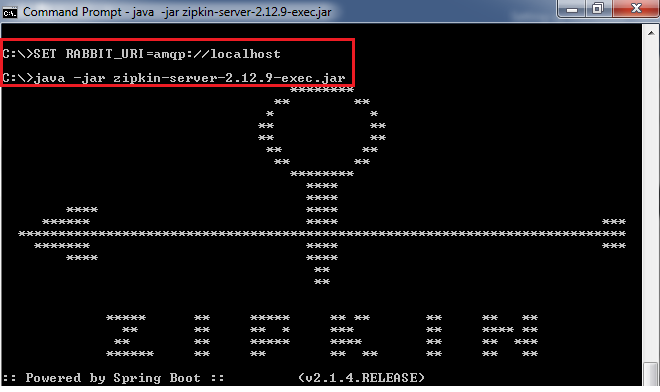 Command Prompt - java -jar zipkin-server-2.12.9-exec.jar
C:\>SET RABBIT_URI=amqp://localhost
C:\>java -jar zipkin-server-2.12.9-exec.jar
ZIPKIN
:: Powered by Spring Boot :: (v2.1.4.RELEASE)